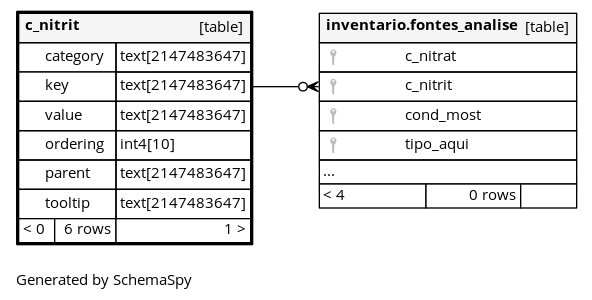 c_nitrit [table]
category text[2147483647]
key text[2147483647]
value text[2147483647]
ordering int4[10]
parent text[2147483647]
tooltip text[2147483647]
< 0 6 rows 1 >
inventario.fontes_analise [table]
c_nitrat
c_nitrit
cond_most
tipo_aqui
...
< 4 0 rows
Generated by SchemaSpy